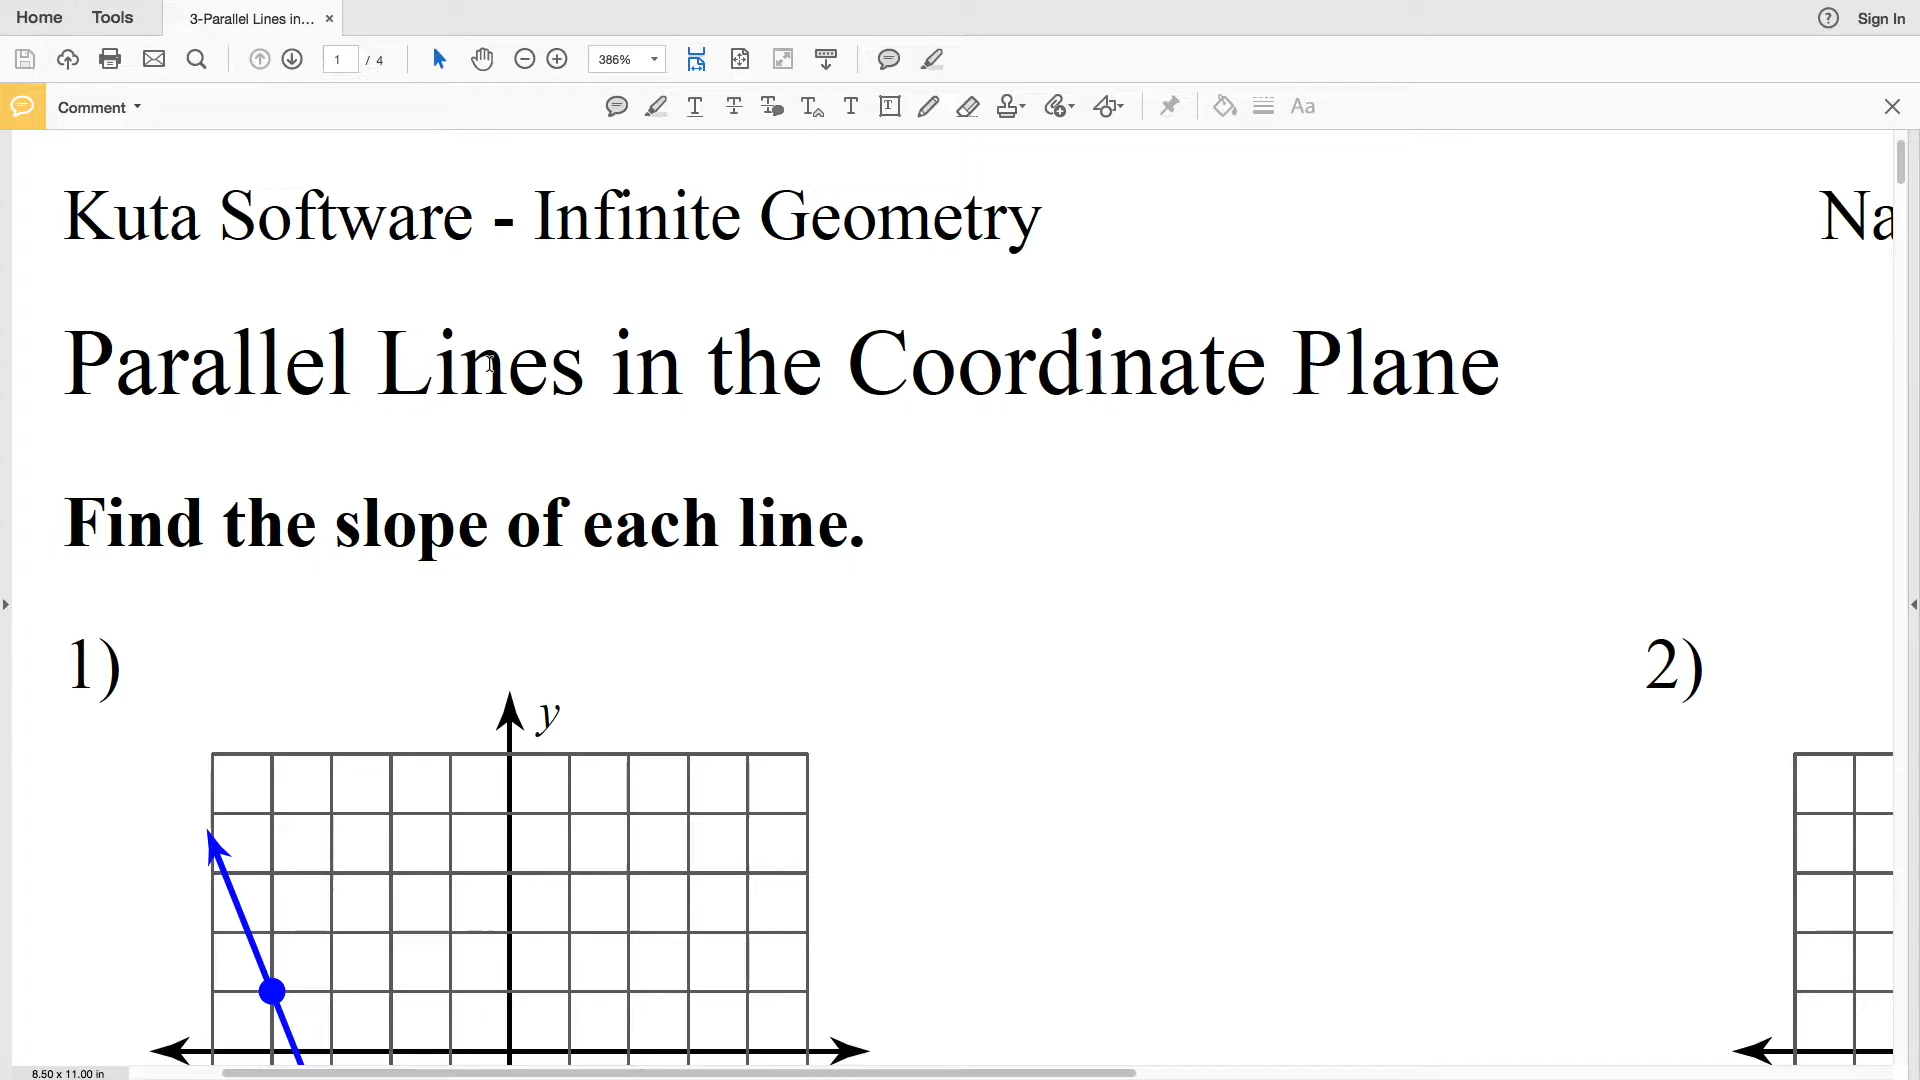 Home Tools 3-Parallel Lines in... × ? Sign In
1 / 4 386%
Comment Aa
Kuta Software - Infinite Geometry Na
Parallel Lines in the Coordinate Plane
Find the slope of each line.
1) 2)
y
8.50 x 11.00 in